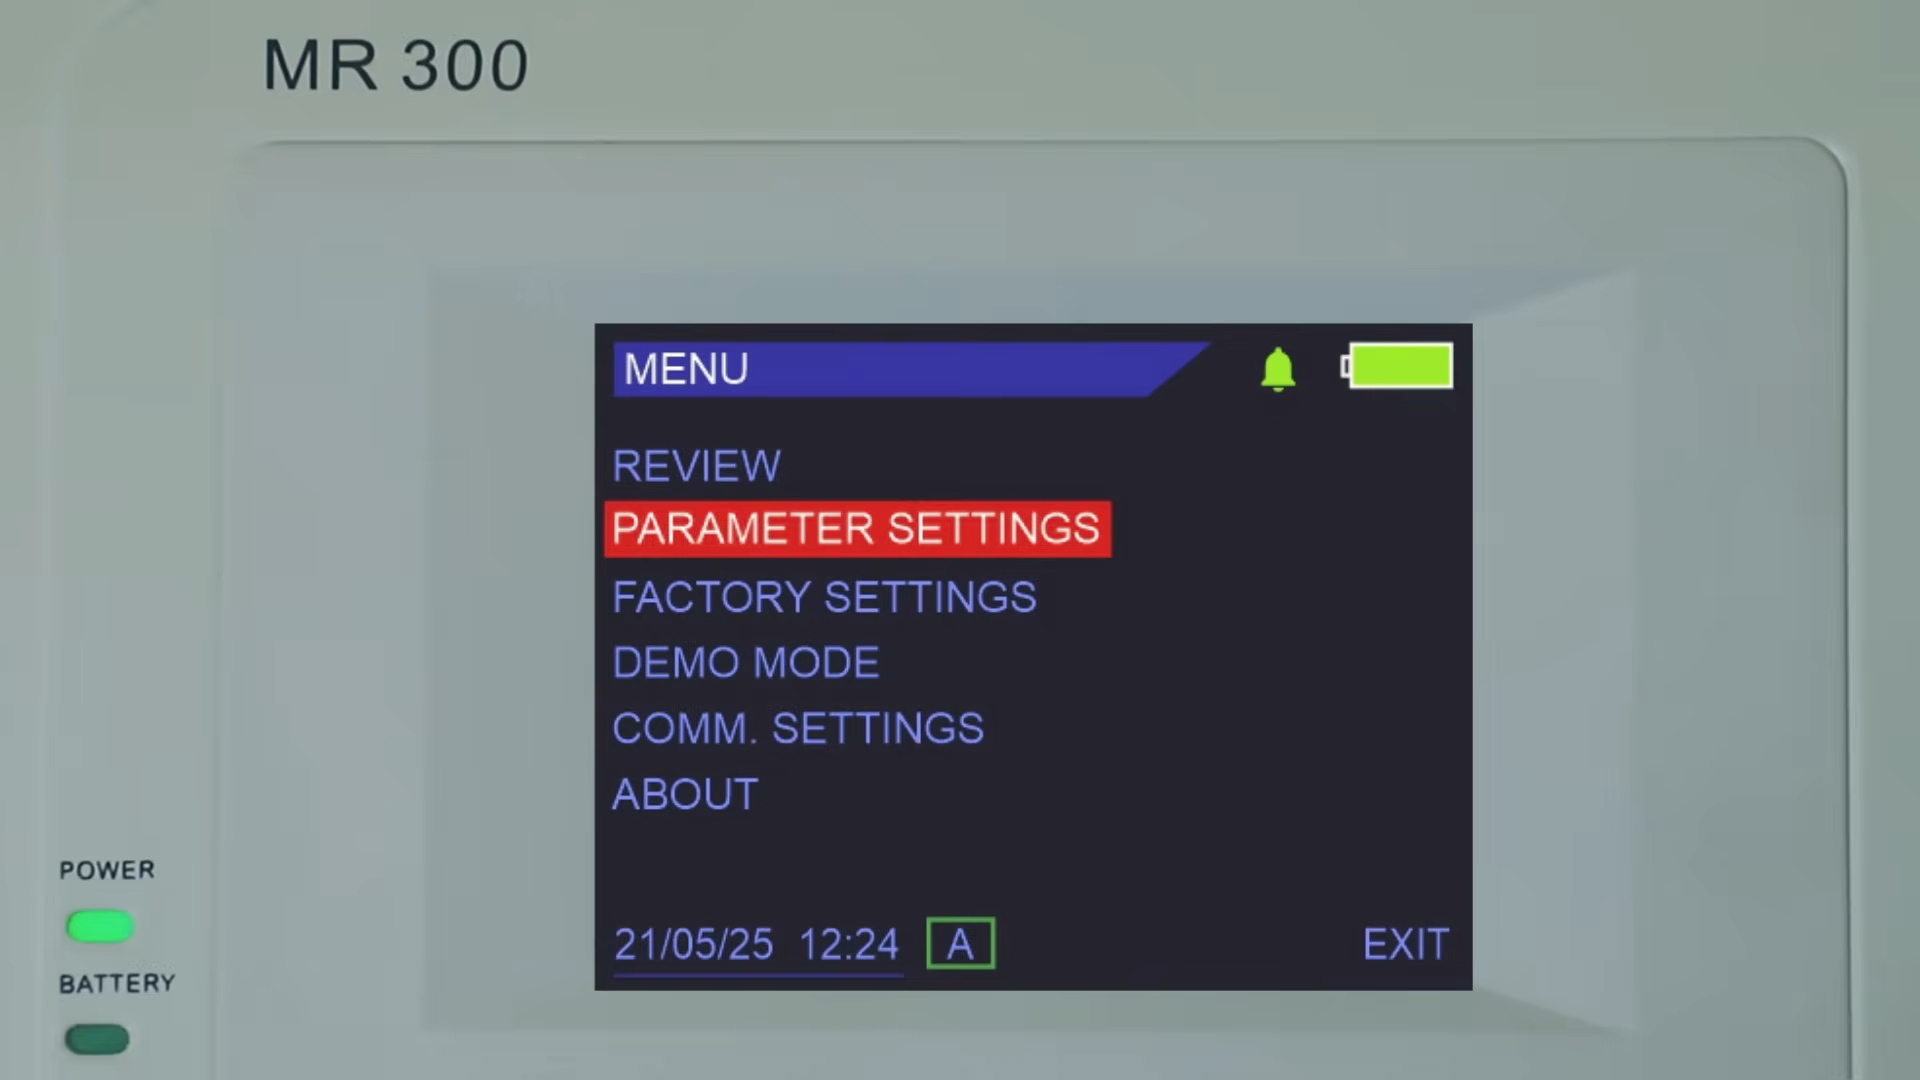 MR 300
MENU
REVIEW
PARAMETER SETTINGS
FACTORY SETTINGS
DEMO MODE
COMM. SETTINGS
ABOUT
21/05/25 12:24 A EXIT
POWER
BATTERY